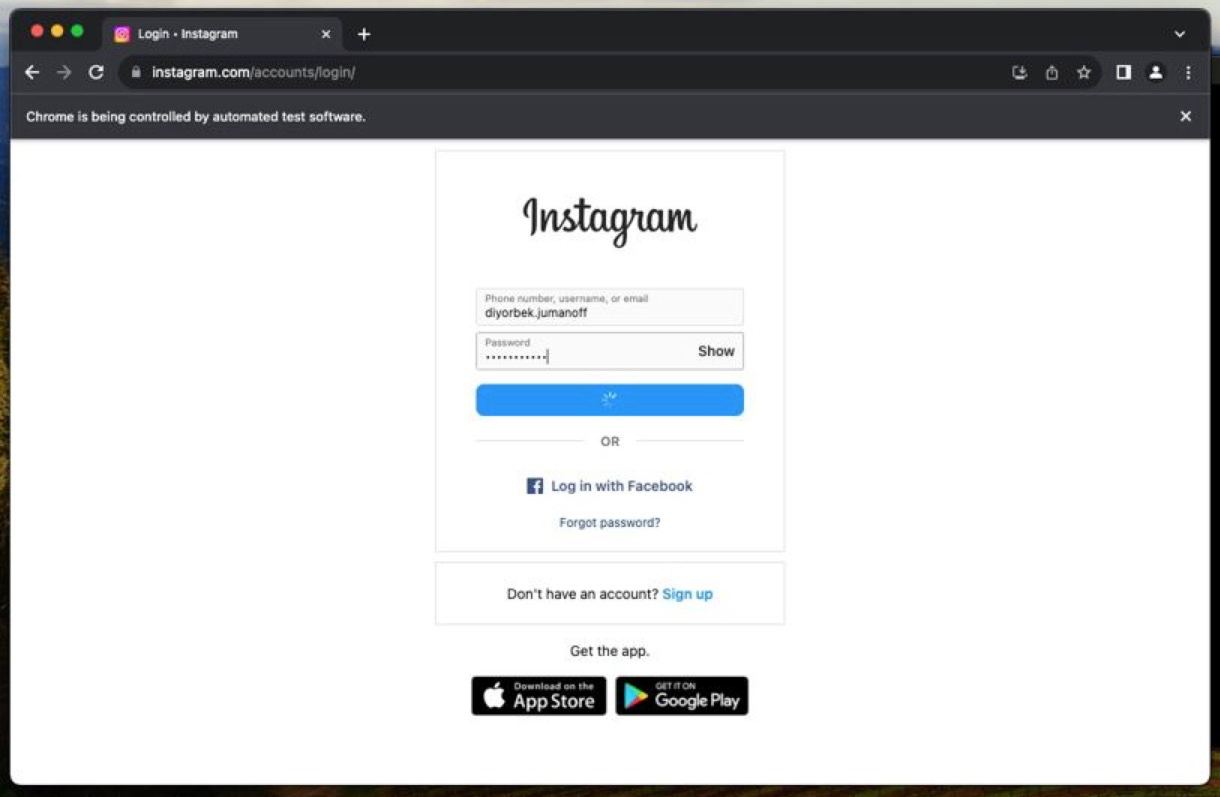 Login • Instagram
instagram.com/accounts/login/
Chrome is being controlled by automated test software.
Instagram
Phone number, username, or email
diyorbek.jumanoff
Password
•••••••••••
Show
OR
Log in with Facebook
Forgot password?
Don't have an account? Sign up
Get the app.
Download on the
App Store
GET IT ON
Google Play